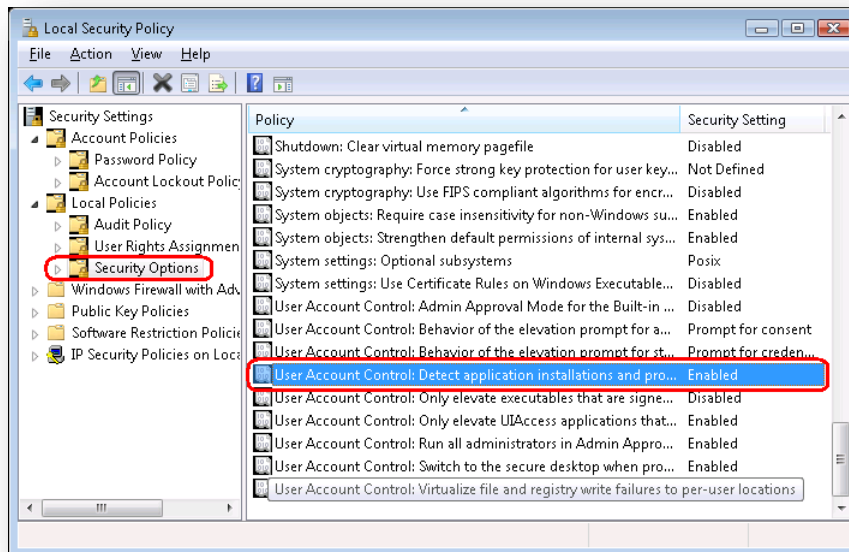 Local Security Policy
File Action View Help
Security Settings
Account Policies
Password Policy
Account Lockout Polic
Local Policies
Audit Policy
User Rights Assignmen
Security Options
Windows Firewall with Adv
Public Key Policies
Software Restriction Policie
IP Security Policies on Loca
Policy Security Setting
Shutdown: Clear virtual memory pagefile Disabled
System cryptography: Force strong key protection for user key... Not Defined
System cryptography: Use FIPS compliant algorithms for encr... Disabled
System objects: Require case insensitivity for non-Windows su... Enabled
System objects: Strengthen default permissions of internal sys... Enabled
System settings: Optional subsystems Posix
System settings: Use Certificate Rules on Windows Executable... Disabled
User Account Control: Admin Approval Mode for the Built-in ... Disabled
User Account Control: Behavior of the elevation prompt for a... Prompt for consent
User Account Control: Behavior of the elevation prompt for st... Prompt for creden...
User Account Control: Detect application installations and pro... Enabled
User Account Control: Only elevate executables that are signe... Disabled
User Account Control: Only elevate UIAccess applications that... Enabled
User Account Control: Run all administrators in Admin Appro... Enabled
User Account Control: Switch to the secure desktop when pro... Enabled
User Account Control: Virtualize file and registry write failures to per-user locations